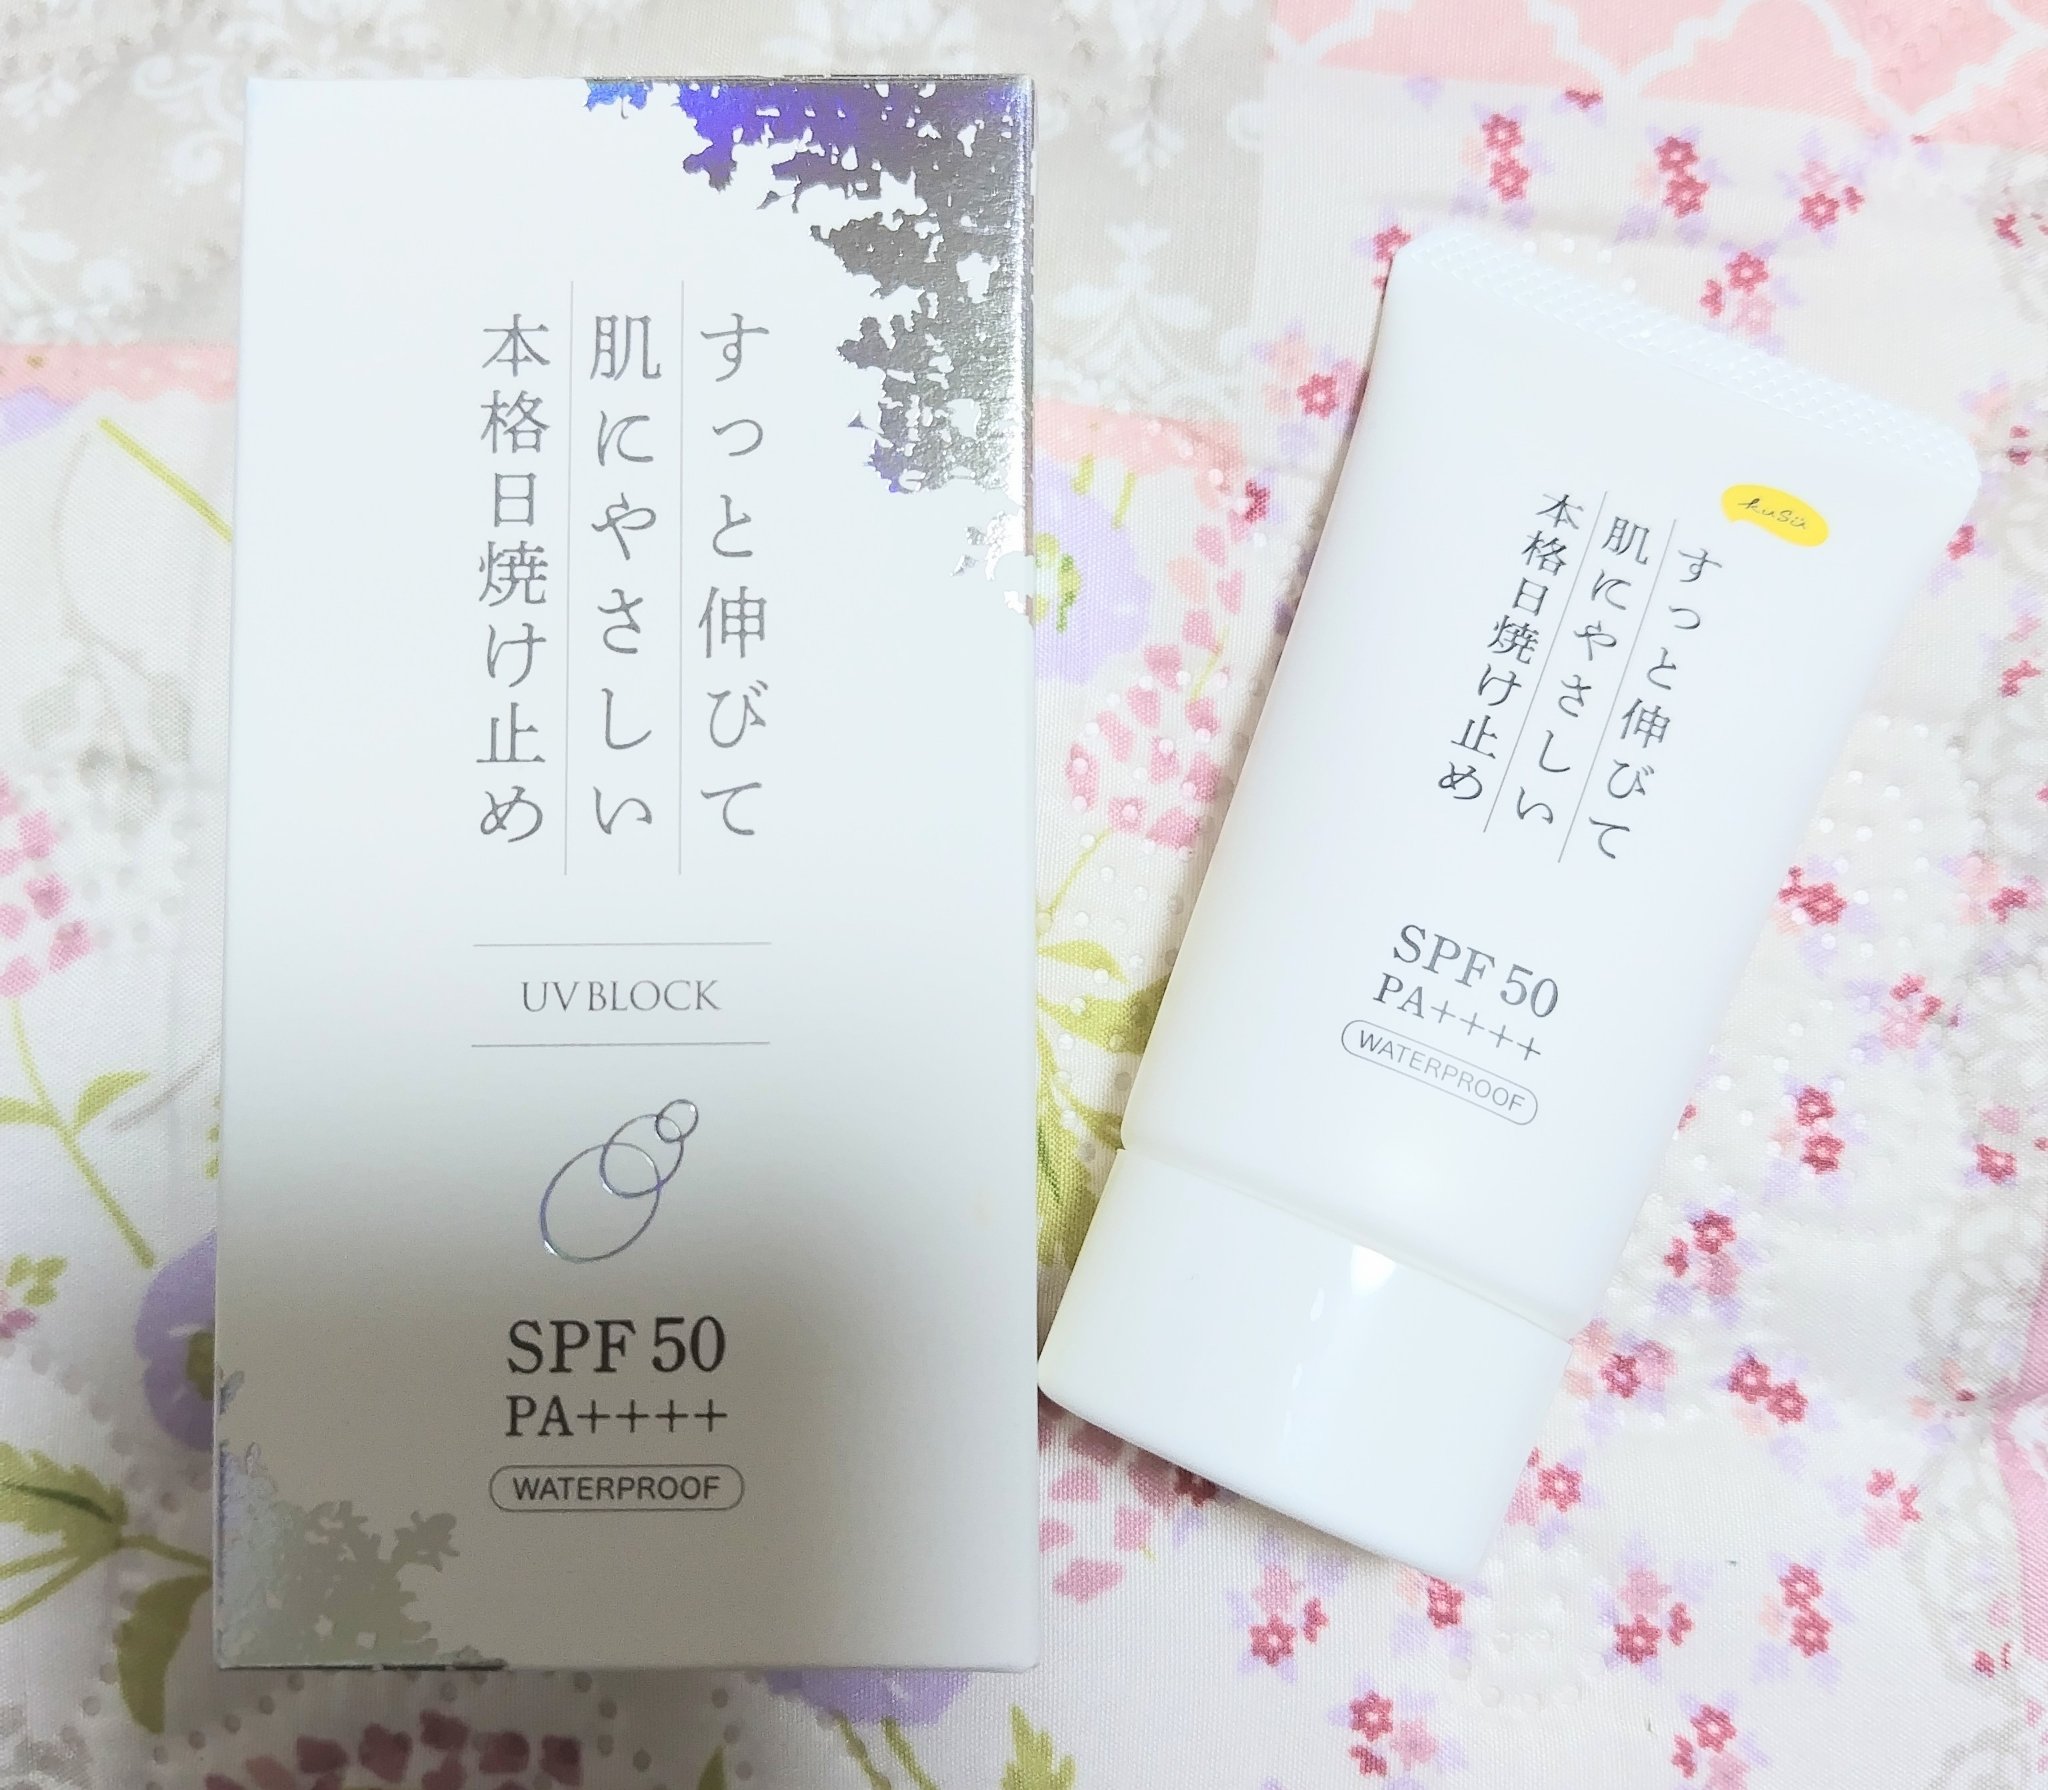 すっと伸びて
肌にやさしい
本格日焼け止め
UV BLOCK
SPF 50
PA++++
WATERPROOF
kusu
すっと伸びて
肌にやさしい
本格日焼け止め
SPF 50
PA++++
WATERPROOF